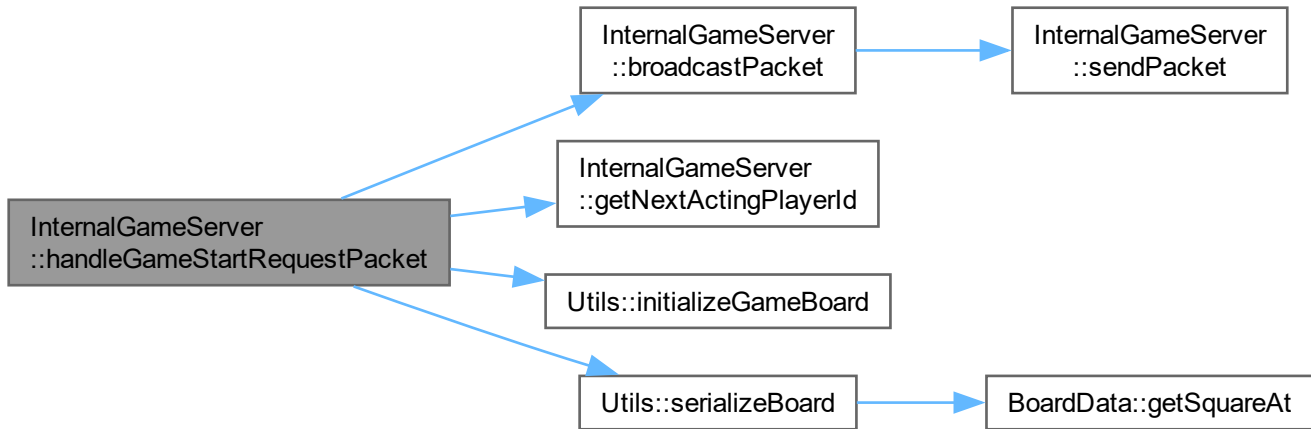 InternalGameServer
::handleGameStartRequestPacket
InternalGameServer
::broadcastPacket
InternalGameServer
::sendPacket
InternalGameServer
::getNextActingPlayerId
Utils::initializeGameBoard
Utils::serializeBoard
BoardData::getSquareAt